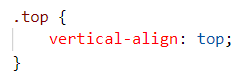 .top {
    vertical-align: top;
}